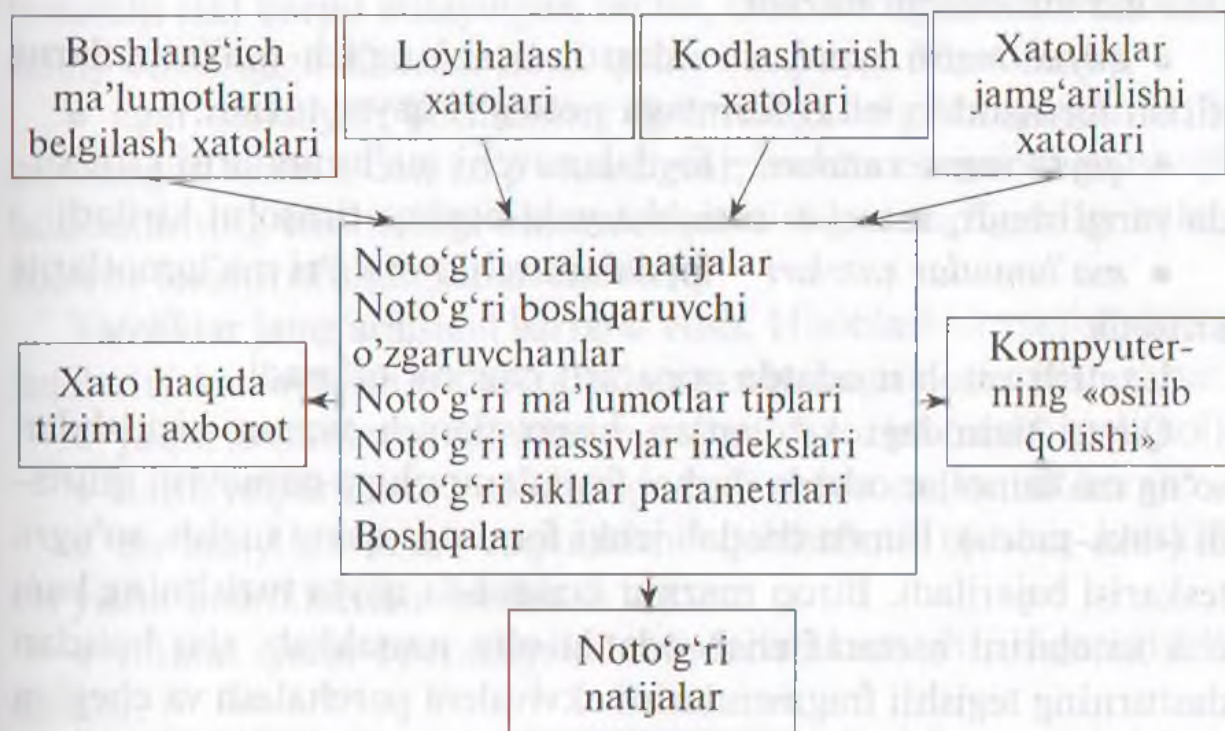 Boshlang‘ich
ma’lumotlarni
belgilash xatolari
Loyihalash
xatolari
Kodlashtirish
xatolari
Xatoliklar
jamg‘arilishi
xatolari
Noto‘g‘ri oraliq natijalar
Noto‘g‘ri boshqaruvchi
o’zgaruvchanlar
Noto‘g‘ri ma’lumotlar tiplari
Noto‘g‘ri massivlar indekslari
Noto‘g‘ri sikllar parametrlari
Boshqalar
Xato haqida
tizimli axborot
Kompyuter-
ning «osilib
qolishi»
Noto‘g‘ri
natijalar